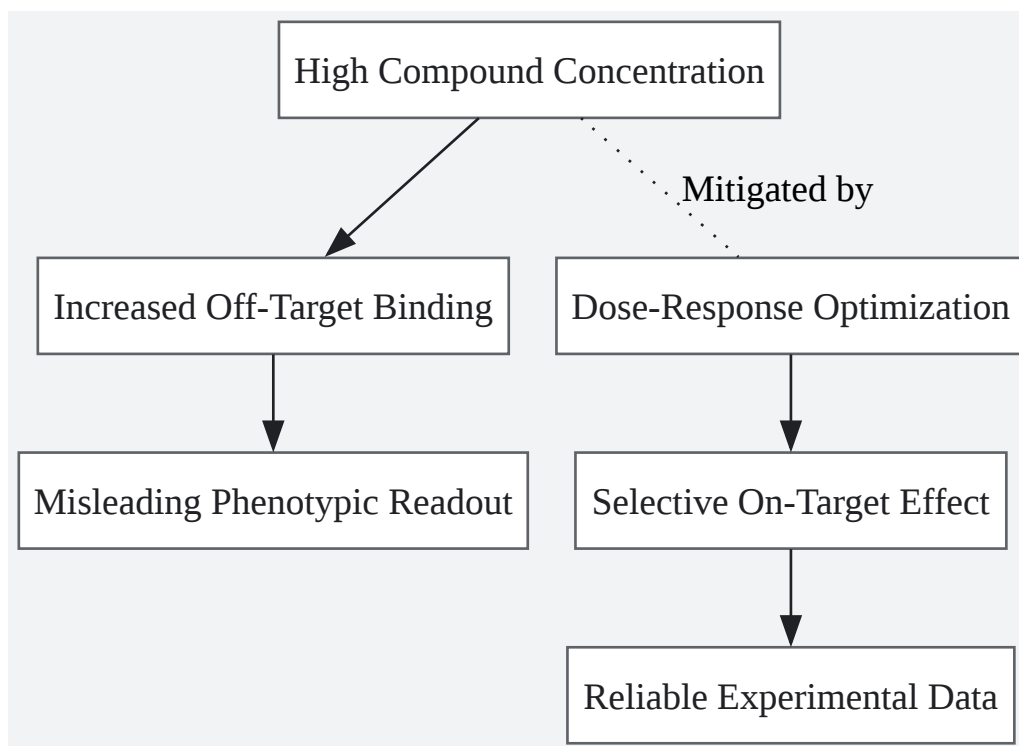 High Compound Concentration
Mitigated by
Increased Off-Target Binding
Dose-Response Optimization
Misleading Phenotypic Readout
Selective On-Target Effect
Reliable Experimental Data